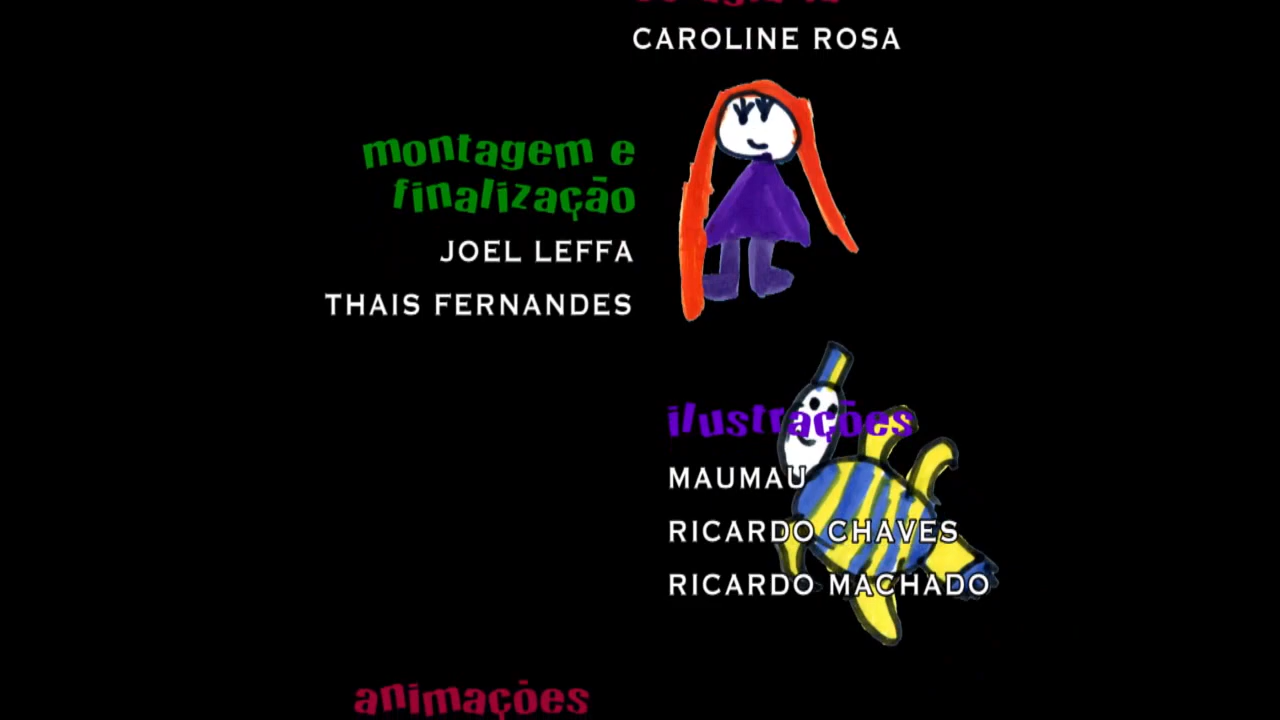 CAROLINE ROSA
montagem e
finalização
JOEL LEFFA
THAIS FERNANDES
ilustrações
MAUMAU
RICARDO CHAVES
RICARDO MACHADO
animações